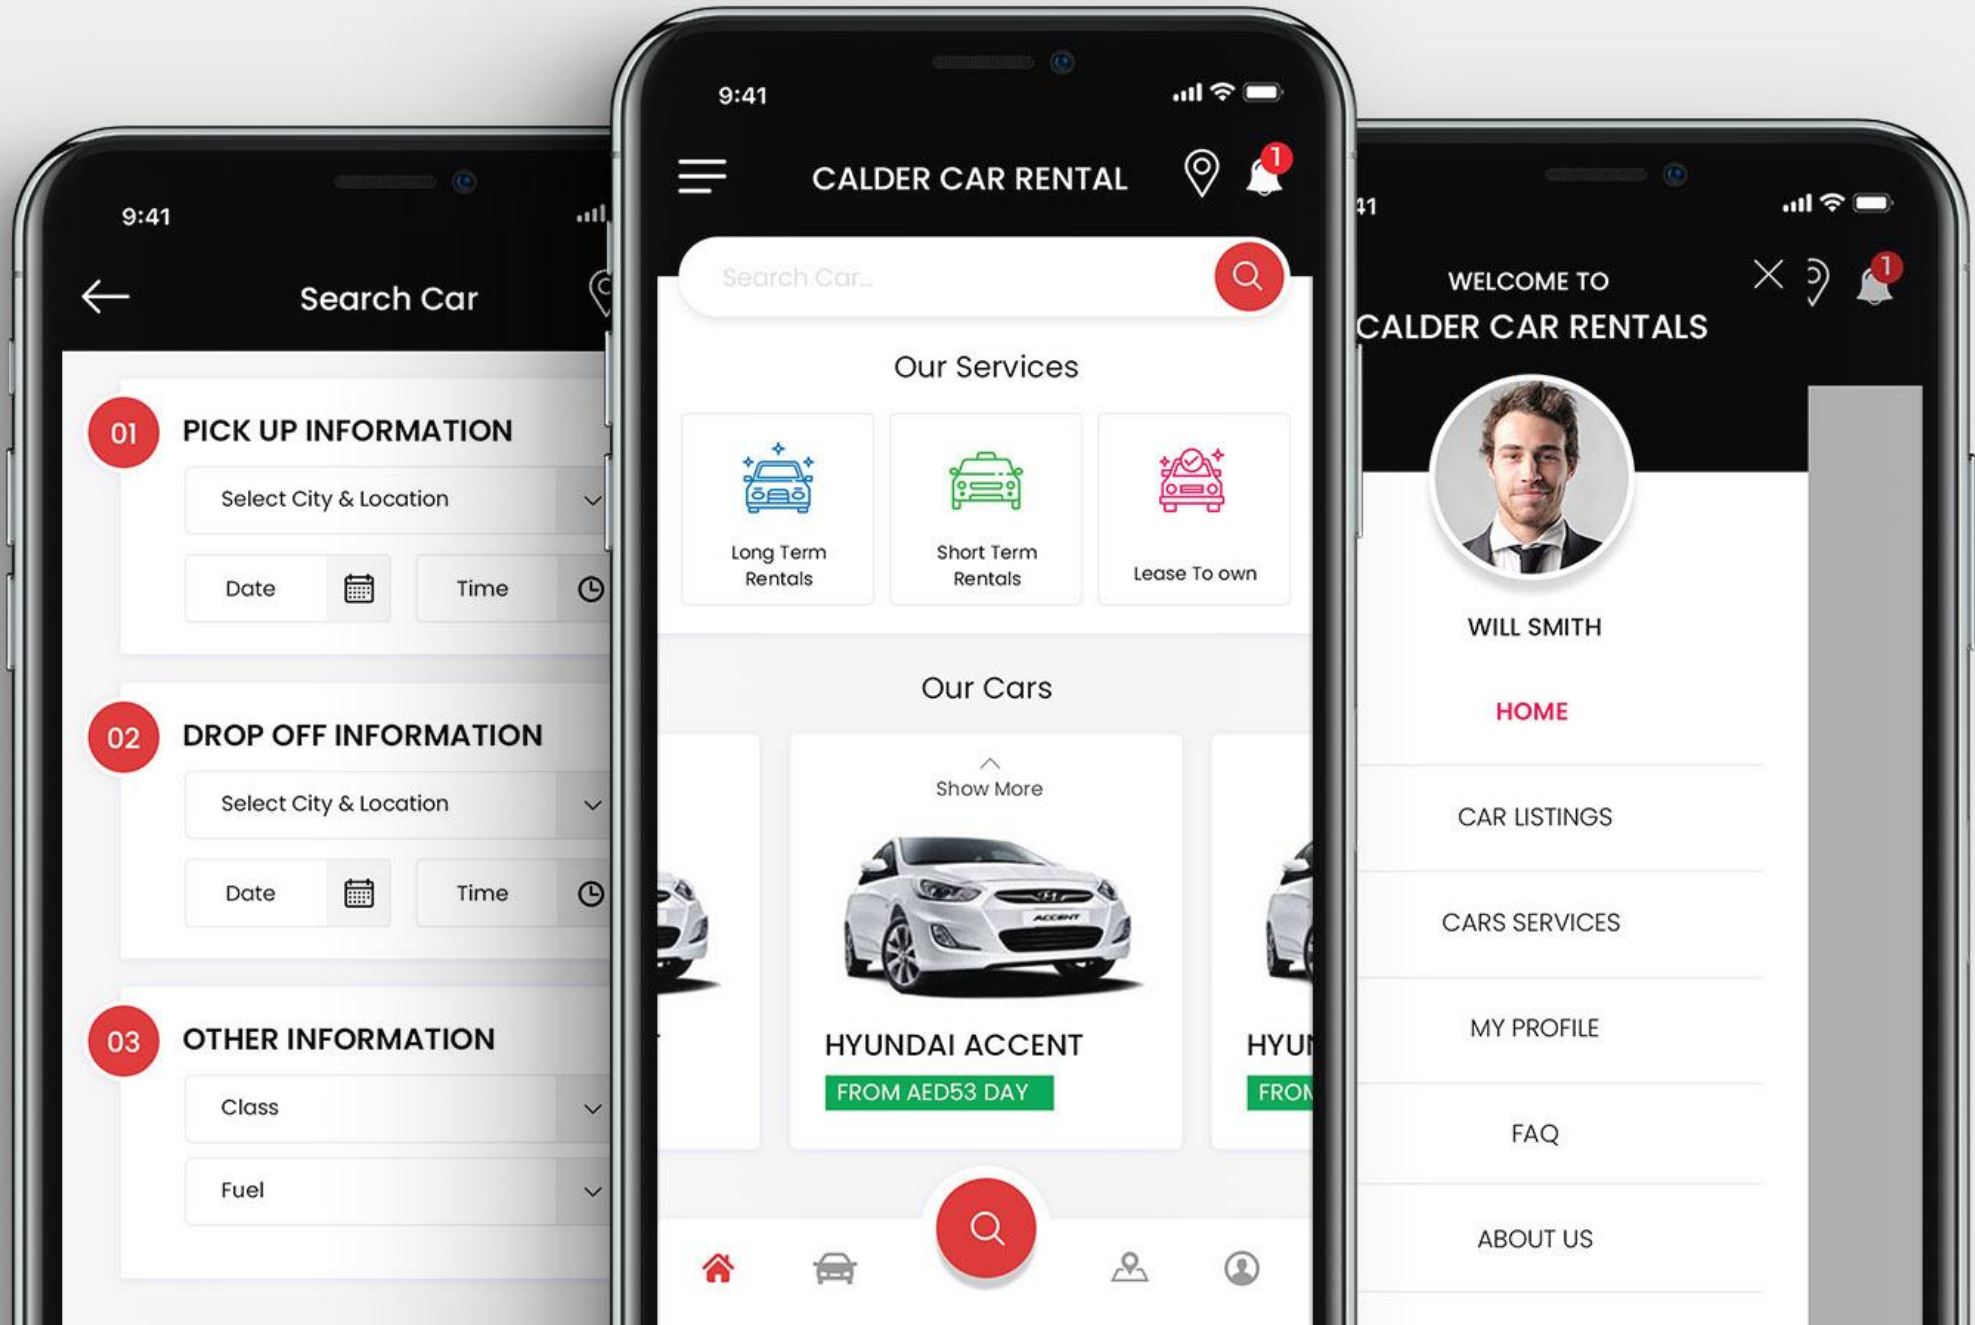 9:41
Search Car
01
PICK UP INFORMATION
Select City & Location
Date
Time
02
DROP OFF INFORMATION
Select City & Location
Date
Time
03
OTHER INFORMATION
Class
Fuel
9:41
CALDER CAR RENTAL
1
Search Car...
Our Services
Long Term
Rentals
Short Term
Rentals
Lease To own
Our Cars
Show More
ACCENT
HYUNDAI ACCENT
FROM AED53 DAY
HYUN
FROM
41
WELCOME TO
1
CALDER CAR RENTALS
WILL SMITH
HOME
CAR LISTINGS
CARS SERVICES
MY PROFILE
FAQ
ABOUT US